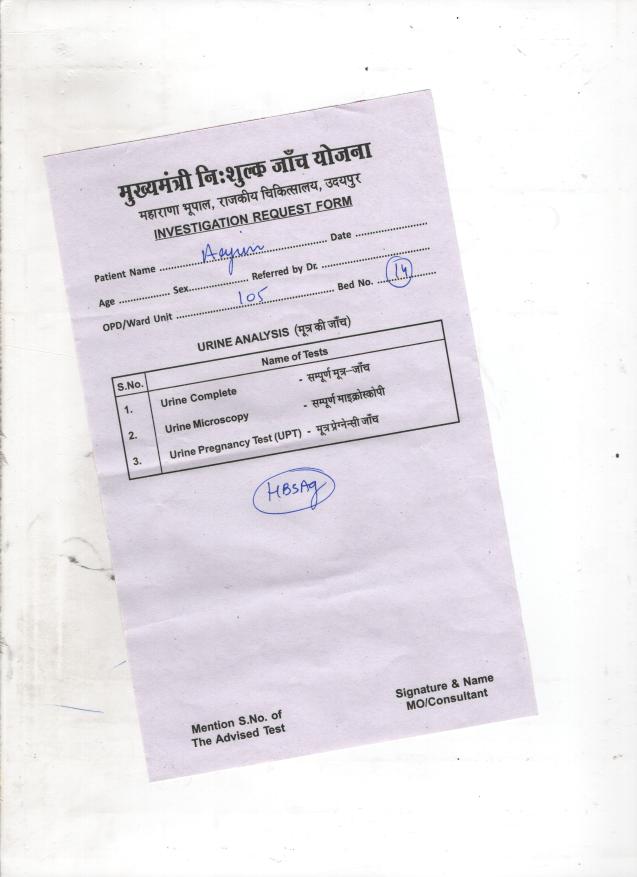 मुख्यमंत्री नि:शुल्क जाँच योजना
महाराणा भूपाल, राजकीय चिकित्सालय, उदयपुर
INVESTIGATION REQUEST FORM
Patient Name ........................ Date ........................
Age ................ Sex.................. Referred by Dr. ........................
OPD/Ward Unit ........105........ Bed No. ....14....
URINE ANALYSIS (मूत्र की जाँच)
S.No. Name of Tests
1. Urine Complete - सम्पूर्ण मूत्र–जाँच
2. Urine Microscopy - सम्पूर्ण माइक्रोस्कोपी
3. Urine Pregnancy Test (UPT) - मूत्र प्रेग्नेन्सी जाँच
HBSAg
Mention S.No. of
The Advised Test
Signature & Name
MO/Consultant